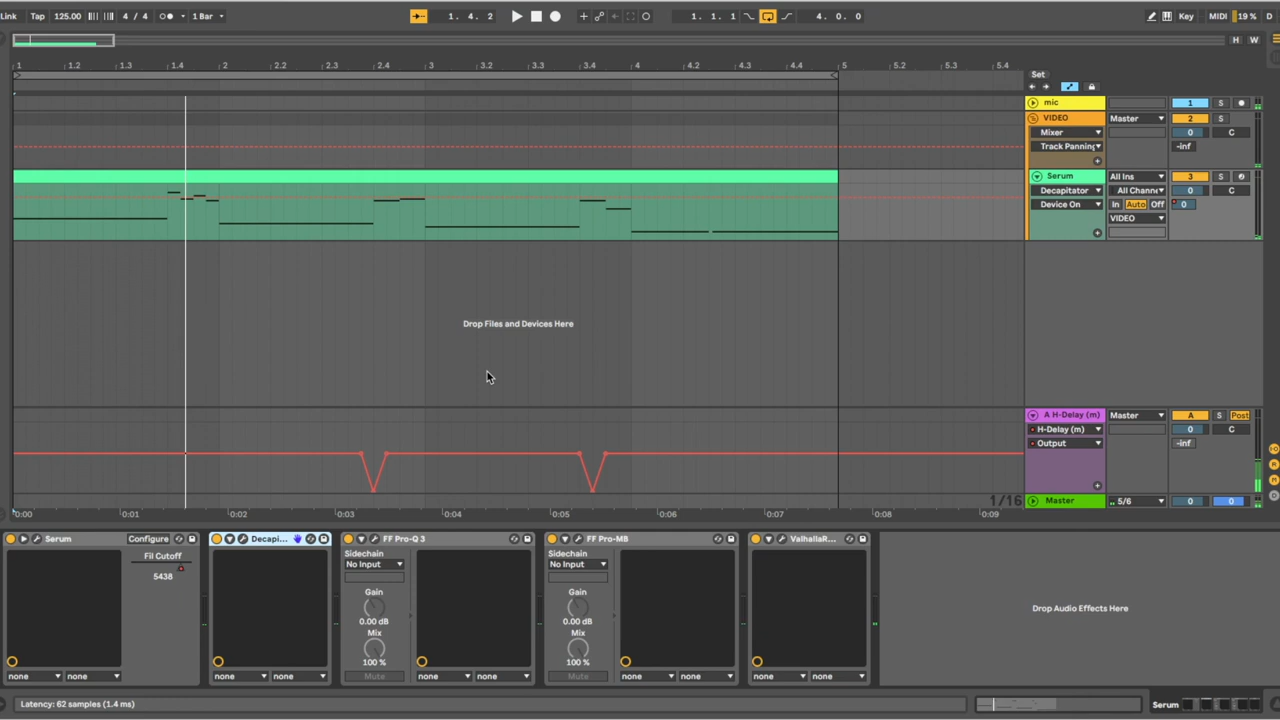 Link Tap 125.00 4 / 4 1 Bar 1. 4. 2 1. 1. 1 4. 0. 0 Key MIDI 19 % D
H W
1 1.2 1.3 1.4 2 2.2 2.3 2.4 3 3.2 3.3 3.4 4 4.2 4.3 4.4 5 5.2 5.3 5.4 Set
mic 1 S
VIDEO Master 2 S
Mixer 0 C
Track Panning -inf
Serum All Ins 3 S
Decapitator All Channe 0 C
Device On In Auto Off 0
VIDEO
Drop Files and Devices Here
A H-Delay (m) Master A S Post
H-Delay (m) 0 C
Output -inf
1/16 Master 5/6 0 0
0:00 0:01 0:02 0:03 0:04 0:05 0:06 0:07 0:08 0:09
Serum Configure Decapi... FF Pro-Q 3 FF Pro-MB ValhallaR...
Fil Cutoff Sidechain Sidechain
5438 No Input No Input
Gain Gain
0.00 dB 0.00 dB
Mix Mix
100 % 100 %
Drop Audio Effects Here
none none none none Mute none none Mute none none none none
Latency: 62 samples (1.4 ms) Serum